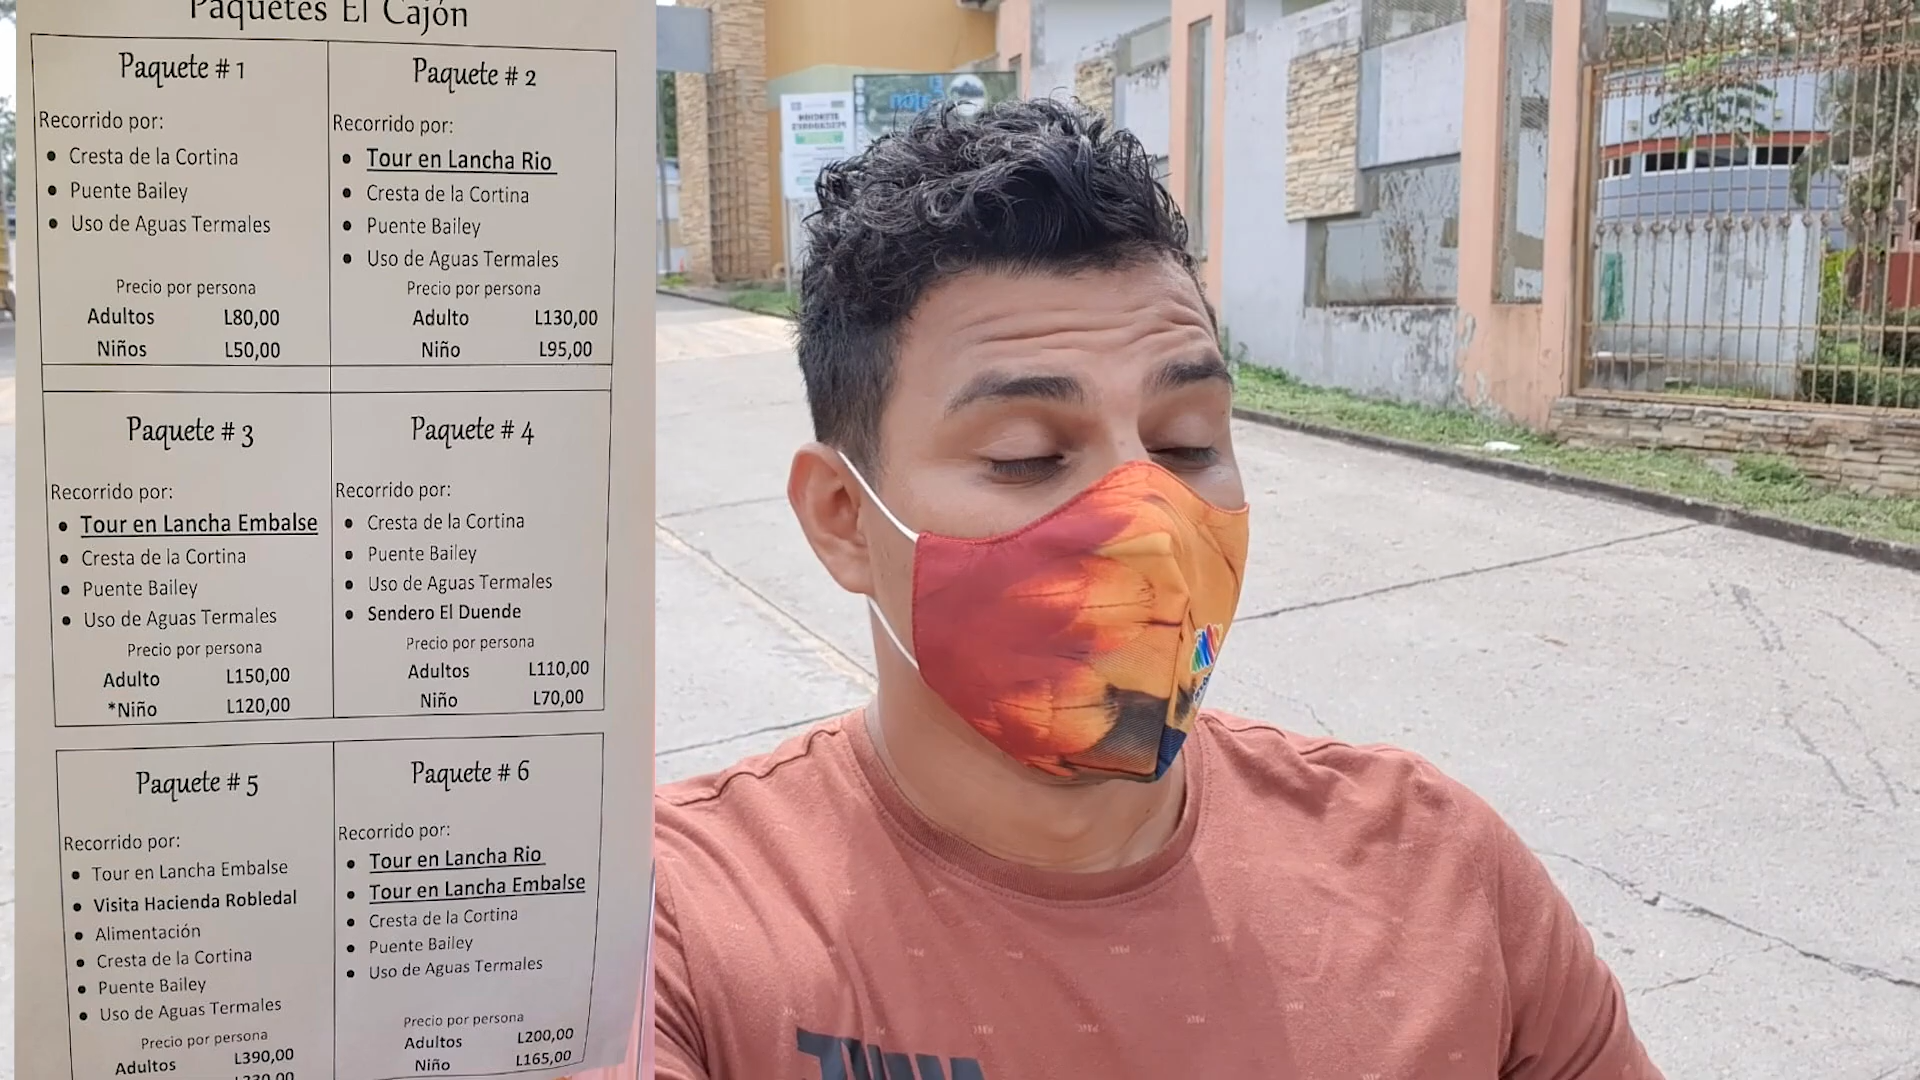 Paquetes El Cajón
Paquete # 1
Recorrido por:
• Cresta de la Cortina
• Puente Bailey
• Uso de Aguas Termales
Precio por persona
Adultos L80,00
Niños L50,00
Paquete # 2
Recorrido por:
• Tour en Lancha Rio
• Cresta de la Cortina
• Puente Bailey
• Uso de Aguas Termales
Precio por persona
Adulto L130,00
Niño L95,00
Paquete # 3
Recorrido por:
• Tour en Lancha Embalse
• Cresta de la Cortina
• Puente Bailey
• Uso de Aguas Termales
Precio por persona
Adulto L150,00
*Niño L120,00
Paquete # 4
Recorrido por:
• Cresta de la Cortina
• Puente Bailey
• Uso de Aguas Termales
• Sendero El Duende
Precio por persona
Adultos L110,00
Niño L70,00
Paquete # 5
Recorrido por:
• Tour en Lancha Embalse
• Visita Hacienda Robledal
• Alimentación
• Cresta de la Cortina
• Puente Bailey
• Uso de Aguas Termales
Precio por persona
Adultos L390,00
Paquete # 6
Recorrido por:
• Tour en Lancha Rio
• Tour en Lancha Embalse
• Cresta de la Cortina
• Puente Bailey
• Uso de Aguas Termales
Precio por persona
Adultos L200,00
Niño L165,00
ATENCION
PESCADORES